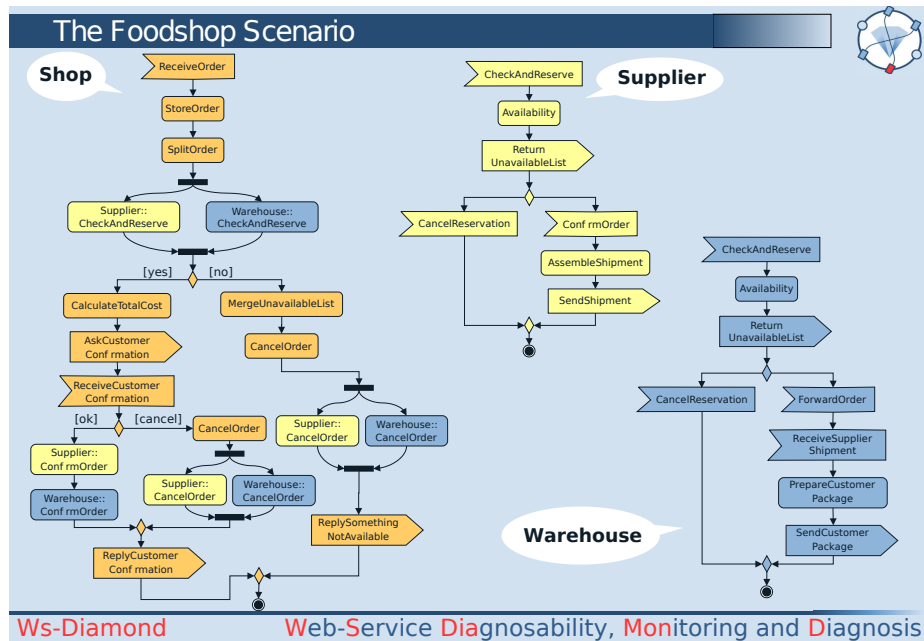 The Foodshop Scenario
Shop
ReceiveOrder
StoreOrder
SplitOrder
Supplier::
CheckAndReserve
Warehouse::
CheckAndReserve
[yes]
[no]
CalculateTotalCost
MergeUnavailableList
AskCustomer
Conf rmation
CancelOrder
ReceiveCustomer
Conf rmation
[ok]
[cancel]
CancelOrder
Supplier::
CancelOrder
Warehouse::
CancelOrder
Supplier::
Conf rmOrder
Warehouse::
Conf rmOrder
Supplier::
CancelOrder
Warehouse::
CancelOrder
ReplySomething
NotAvailable
ReplyCustomer
Conf rmation
Supplier
CheckAndReserve
Availability
Return
UnavailableList
CancelReservation
Conf rmOrder
AssembleShipment
SendShipment
Warehouse
CheckAndReserve
Availability
Return
UnavailableList
CancelReservation
ForwardOrder
ReceiveSupplier
Shipment
PrepareCustomer
Package
SendCustomer
Package
Ws-Diamond
Web-Service Diagnosability, Monitoring and Diagnosis